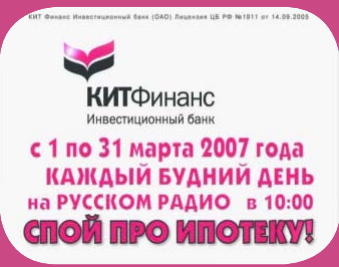 КИТ Финанс Инвестиционный банк (ОАО) Лицензия ЦБ РФ №1911 от 14.09.2005
КИТФинанс
Инвестиционный банк
с 1 по 31 марта 2007 года
КАЖДЫЙ БУДНИЙ ДЕНЬ
на РУССКОМ РАДИО в 10:00
СПОЙ ПРО ИПОТЕКУ!